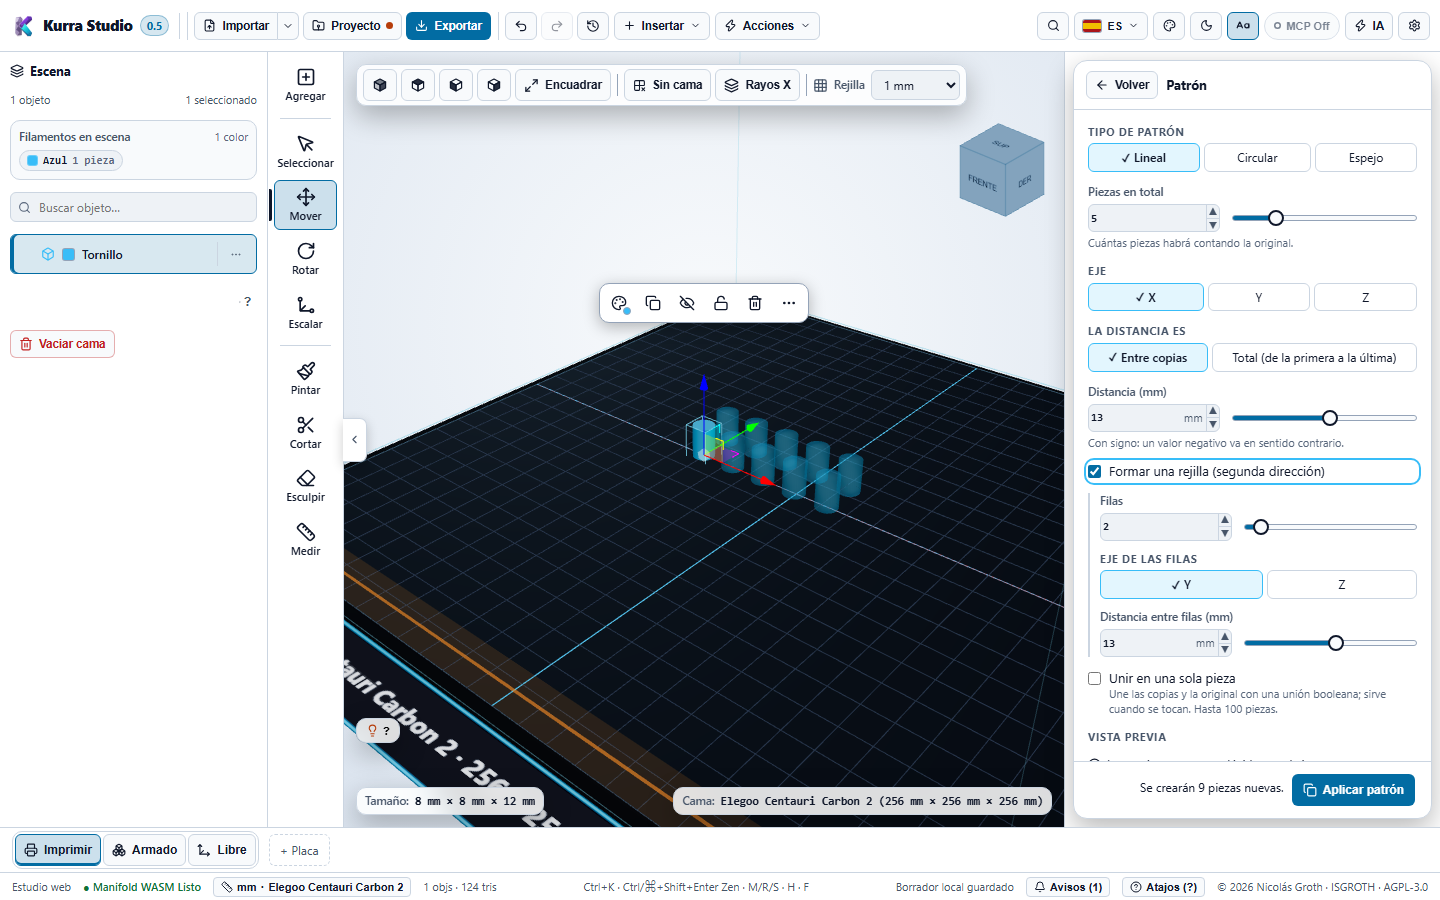 Kurra Studio 0.5
Importar
Proyecto
Exportar
Insertar
Acciones
ES
Aa
MCP Off
IA
Escena
1 objeto
1 seleccionado
Filamentos en escena
1 color
Azul 1 pieza
Buscar objeto...
Tornillo
?
Vaciar cama
Agregar
Seleccionar
Mover
Rotar
Escalar
Pintar
Cortar
Esculpir
Medir
Encuadrar
Sin cama
Rayos X
Rejilla
1 mm
FRENTE
DER
?
Tamaño: 8 mm × 8 mm × 12 mm
Cama: Elegoo Centauri Carbon 2 (256 mm × 256 mm × 256 mm)
Volver
Patrón
TIPO DE PATRÓN
✓ Lineal
Circular
Espejo
Piezas en total
5
Cuántas piezas habrá contando la original.
EJE
✓ X
Y
Z
LA DISTANCIA ES
✓ Entre copias
Total (de la primera a la última)
Distancia (mm)
13 mm
Con signo: un valor negativo va en sentido contrario.
Formar una rejilla (segunda dirección)
Filas
2
EJE DE LAS FILAS
✓ Y
Z
Distancia entre filas (mm)
13 mm
Unir en una sola pieza
Une las copias y la original con una unión booleana; sirve
cuando se tocan. Hasta 100 piezas.
VISTA PREVIA
Se crearán 9 piezas nuevas.
Aplicar patrón
Imprimir
Armado
Libre
+ Placa
Estudio web
Manifold WASM Listo
mm · Elegoo Centauri Carbon 2
1 objs · 124 tris
Ctrl+K · Ctrl/⌘+Shift+Enter Zen · M/R/S · H · F
Borrador local guardado
Avisos (1)
Atajos (?)
© 2026 Nicolás Groth · ISGROTH · AGPL-3.0